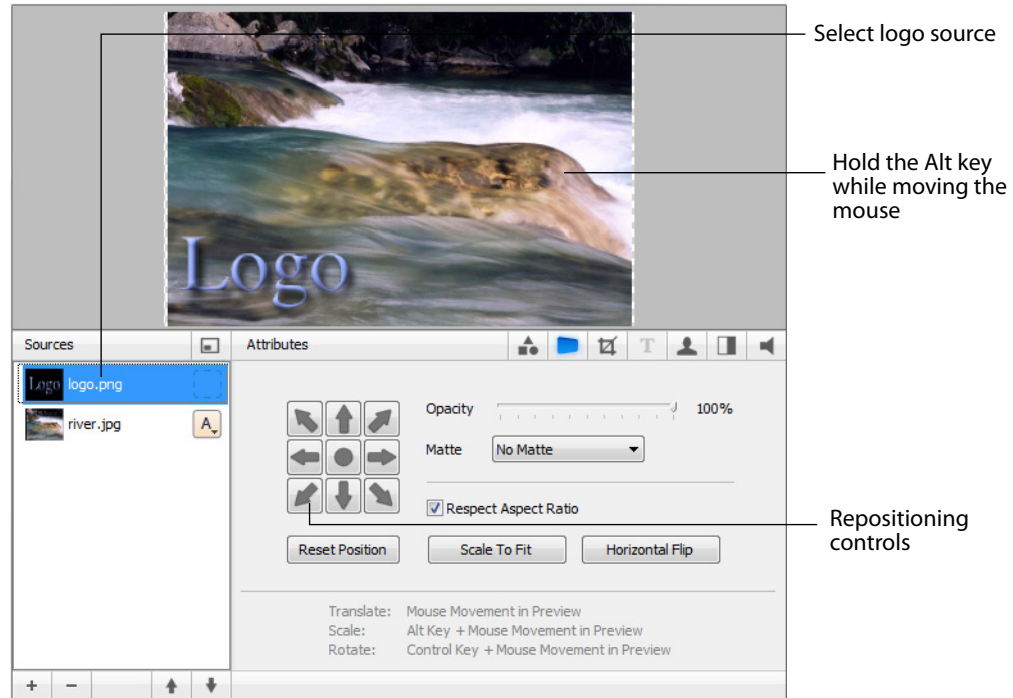 Select logo source
Hold the Alt key
while moving the
mouse
Logo
Sources
Attributes
T
Logo logo.png
river.jpg
A
Opacity
100%
Matte
No Matte
Respect Aspect Ratio
Reset Position
Scale To Fit
Horizontal Flip
Repositioning
controls
Translate: Mouse Movement in Preview
Scale: Alt Key + Mouse Movement in Preview
Rotate: Control Key + Mouse Movement in Preview